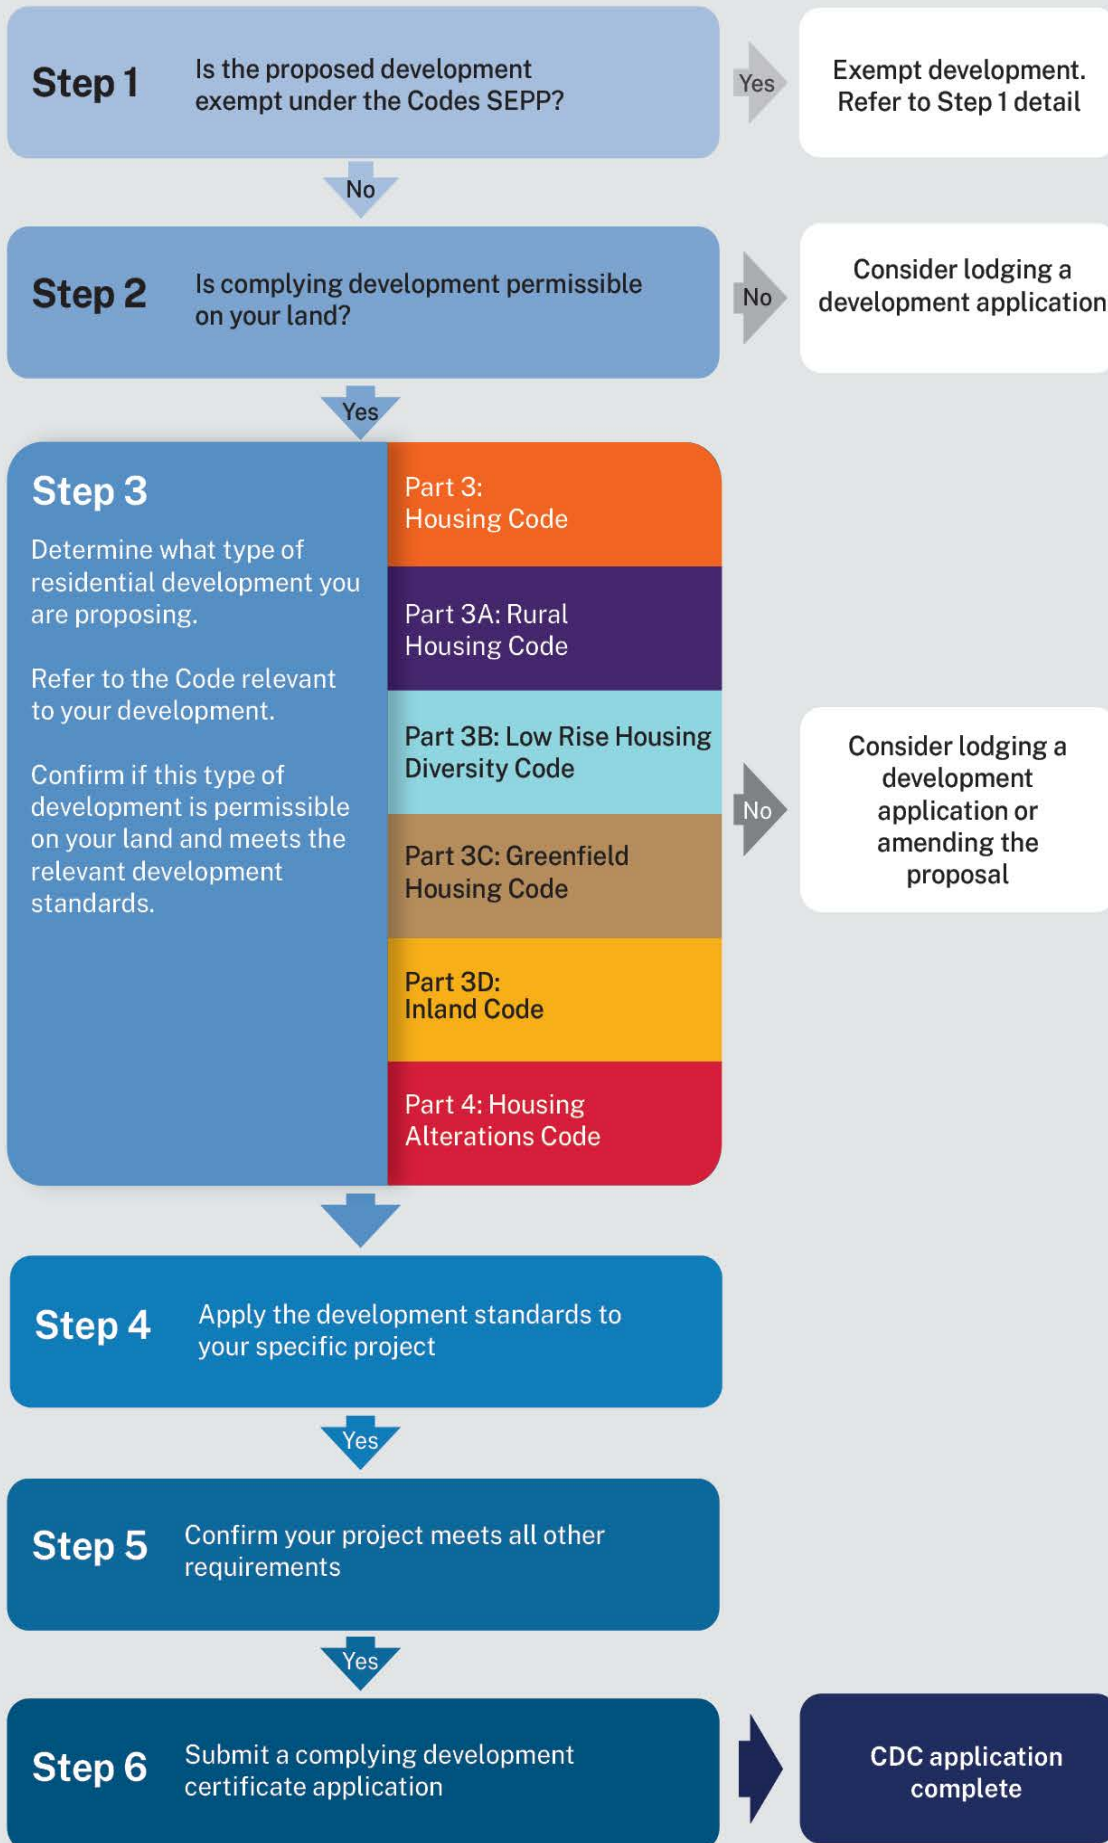 Step 1
Is the proposed development
exempt under the Codes SEPP?
Yes
Exempt development.
Refer to Step 1 detail
No
Step 2
Is complying development permissible
on your land?
No
Consider lodging a
development application
Yes
Step 3
Determine what type of
residential development you
are proposing.
Refer to the Code relevant
to your development.
Confirm if this type of
development is permissible
on your land and meets the
relevant development
standards.
Part 3:
Housing Code
Part 3A: Rural
Housing Code
Part 3B: Low Rise Housing
Diversity Code
Part 3C: Greenfield
Housing Code
Part 3D:
Inland Code
Part 4: Housing
Alterations Code
No
Consider lodging a
development
application or
amending the
proposal
Step 4
Apply the development standards to
your specific project
Yes
Step 5
Confirm your project meets all other
requirements
Yes
Step 6
Submit a complying development
certificate application
CDC application
complete